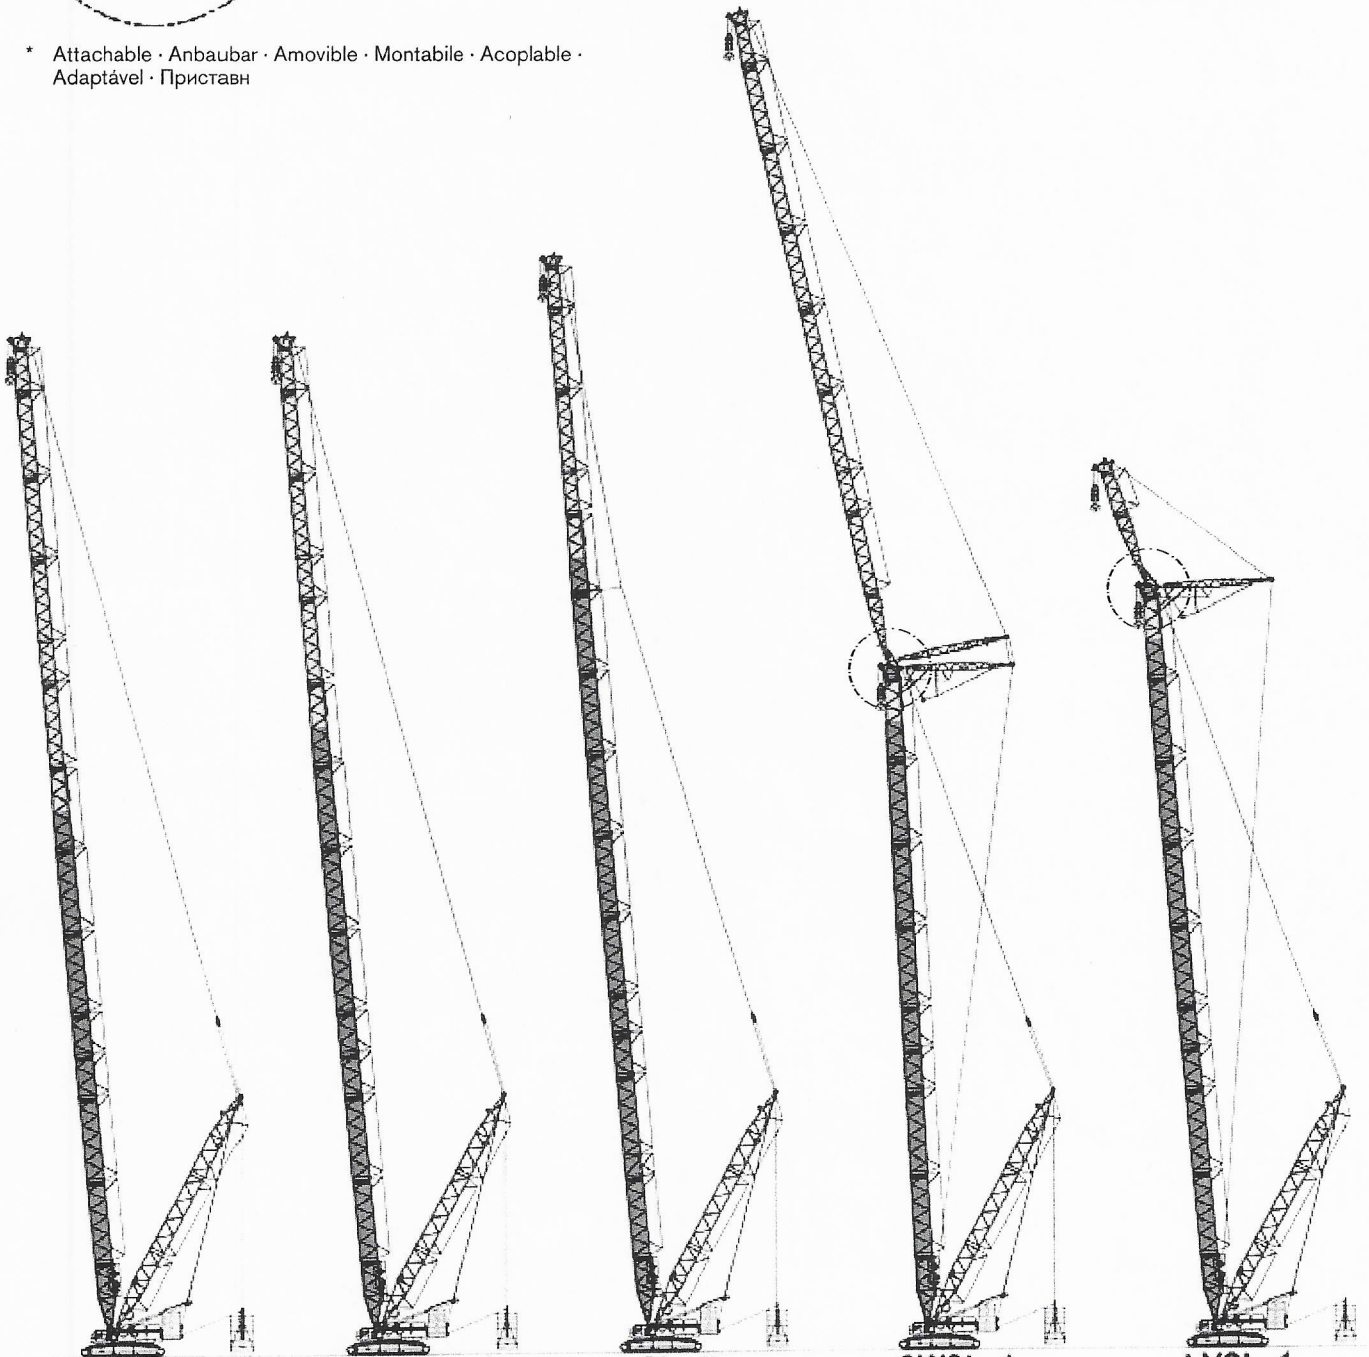 * Attachable · Anbaubar · Amovible · Montabile · Acoplable ·
Adaptável · Приставн